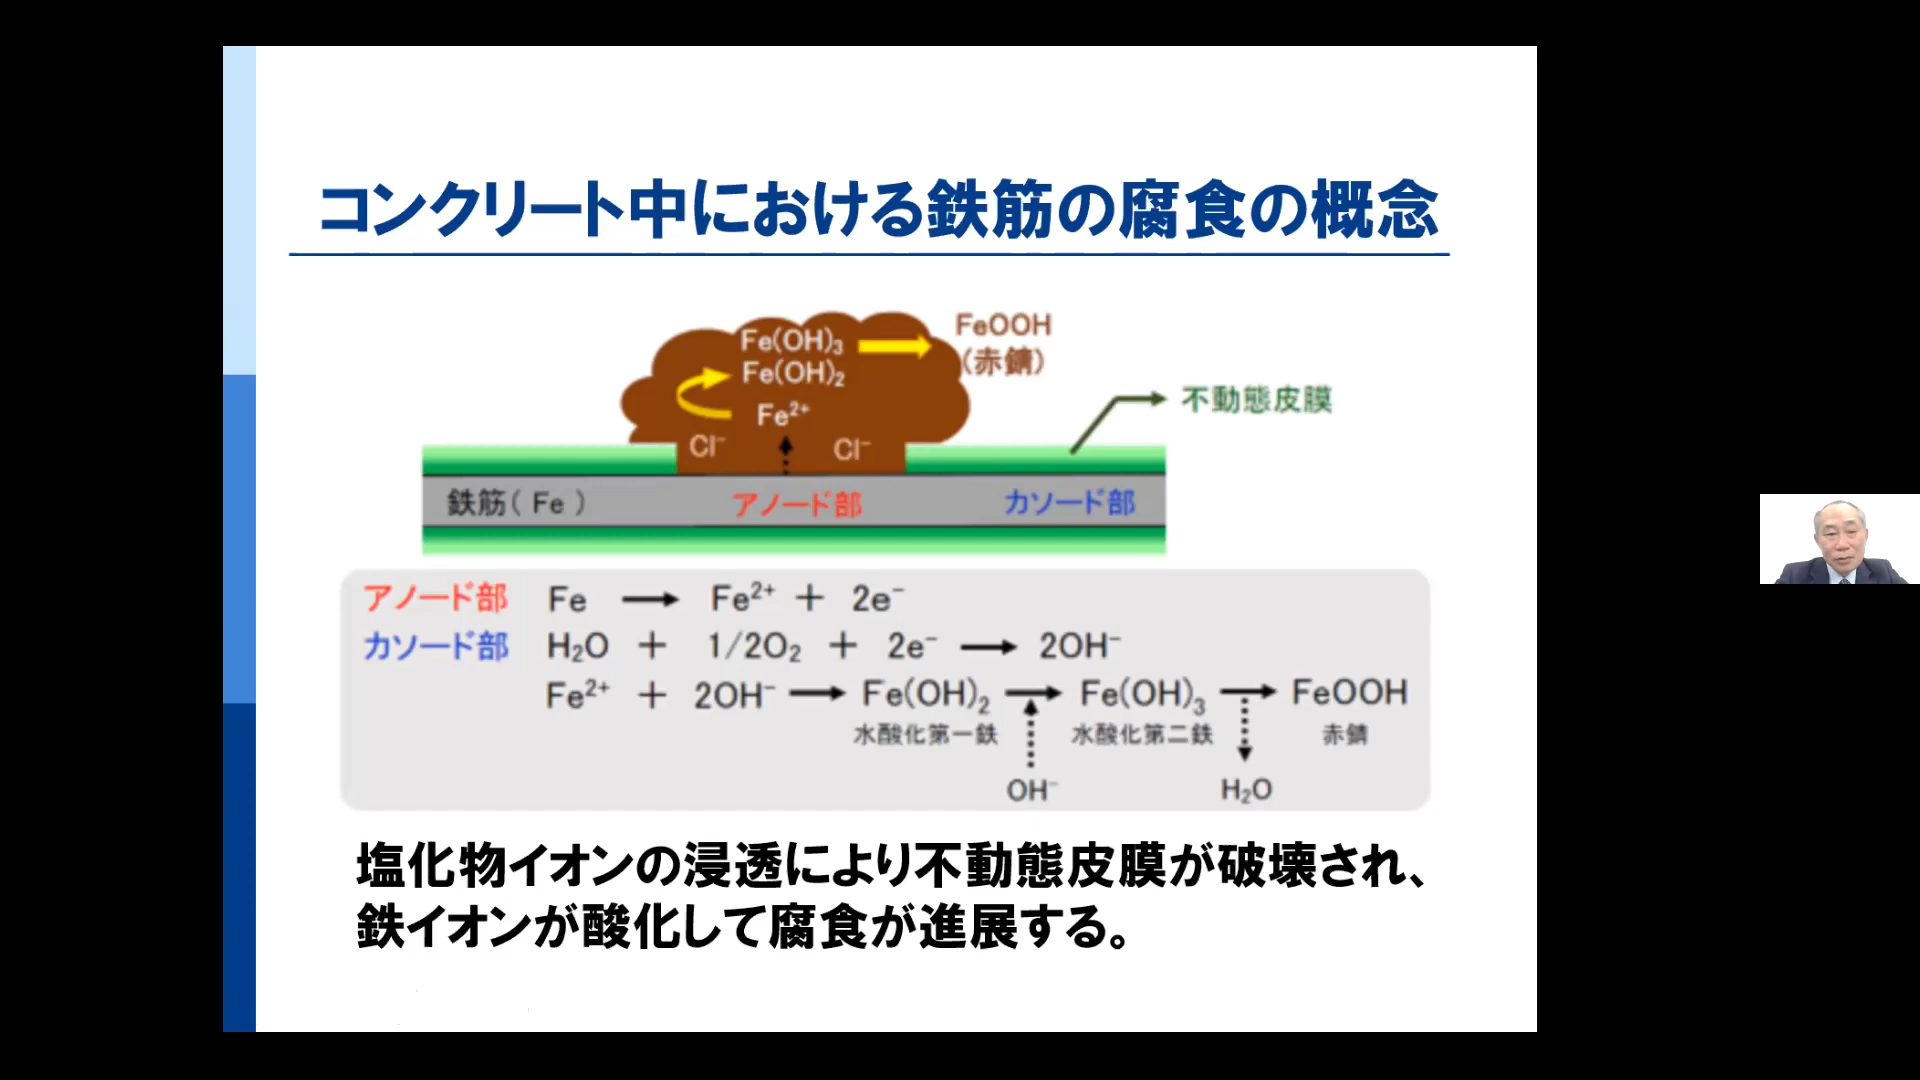 コンクリート中における鉄筋の腐食の概念
Fe(OH)₃
FeOOH
(赤錆)
Fe(OH)₂
Fe²⁺
Cl⁻
Cl⁻
不動態皮膜
鉄筋( Fe )
アノード部
カソード部
アノード部 Fe → Fe²⁺ + 2e⁻
カソード部 H₂O + 1/2O₂ + 2e⁻ → 2OH⁻
Fe²⁺ + 2OH⁻ → Fe(OH)₂ → Fe(OH)₃ → FeOOH
水酸化第一鉄 水酸化第二鉄 赤錆
OH⁻ H₂O
塩化物イオンの浸透により不動態皮膜が破壊され、
鉄イオンが酸化して腐食が進展する。